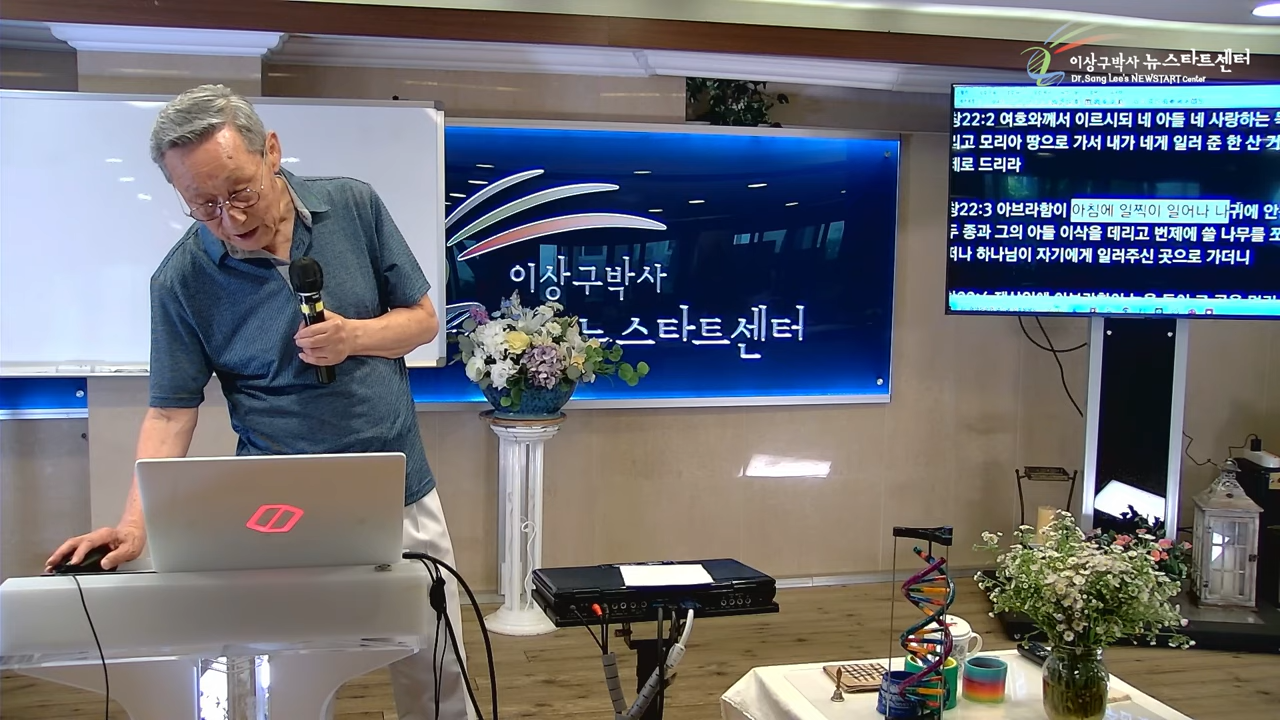 이상구박사 뉴스타트센터
Dr. Sang Lee's NEWSTART Center
22:2 여호와께서 이르시되 네 아들 네 사랑하는
모리아 땅으로 가서 내가 네게 일러 준 한 산
드리라
22:3 아브라함이 아침에 일찍이 일어나 나귀에
두 종과 그의 아들 이삭을 데리고 번제에 쓸 나무를
하나님이 자기에게 일러주신 곳으로 가더니
이상구박사
뉴스타트센터